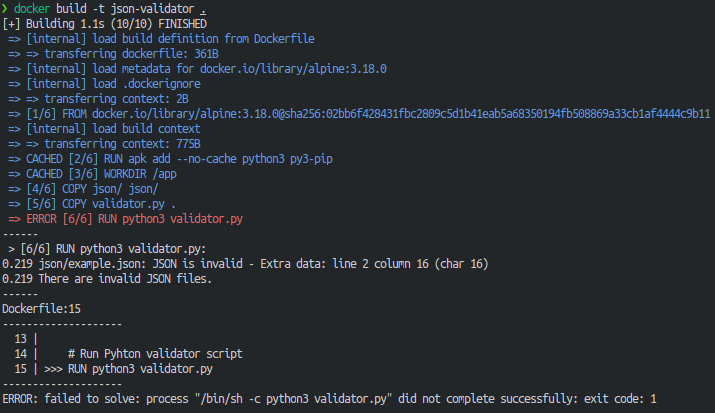 ❯ docker build -t json-validator .
[+] Building 1.1s (10/10) FINISHED
=> [internal] load build definition from Dockerfile
=> => transferring dockerfile: 361B
=> [internal] load metadata for docker.io/library/alpine:3.18.0
=> [internal] load .dockerignore
=> => transferring context: 2B
=> [1/6] FROM docker.io/library/alpine:3.18.0@sha256:02bb6f428431fbc2809c5d1b41eab5a68350194fb508869a33cb1af4444c9b11
=> [internal] load build context
=> => transferring context: 775B
=> CACHED [2/6] RUN apk add --no-cache python3 py3-pip
=> CACHED [3/6] WORKDIR /app
=> [4/6] COPY json/ json/
=> [5/6] COPY validator.py .
=> ERROR [6/6] RUN python3 validator.py
------
> [6/6] RUN python3 validator.py:
0.219 json/example.json: JSON is invalid - Extra data: line 2 column 16 (char 16)
0.219 There are invalid JSON files.
------
Dockerfile:15
--------------------
13 |
14 |     # Run Pyhton validator script
15 | >>> RUN python3 validator.py
--------------------
ERROR: failed to solve: process "/bin/sh -c python3 validator.py" did not complete successfully: exit code: 1